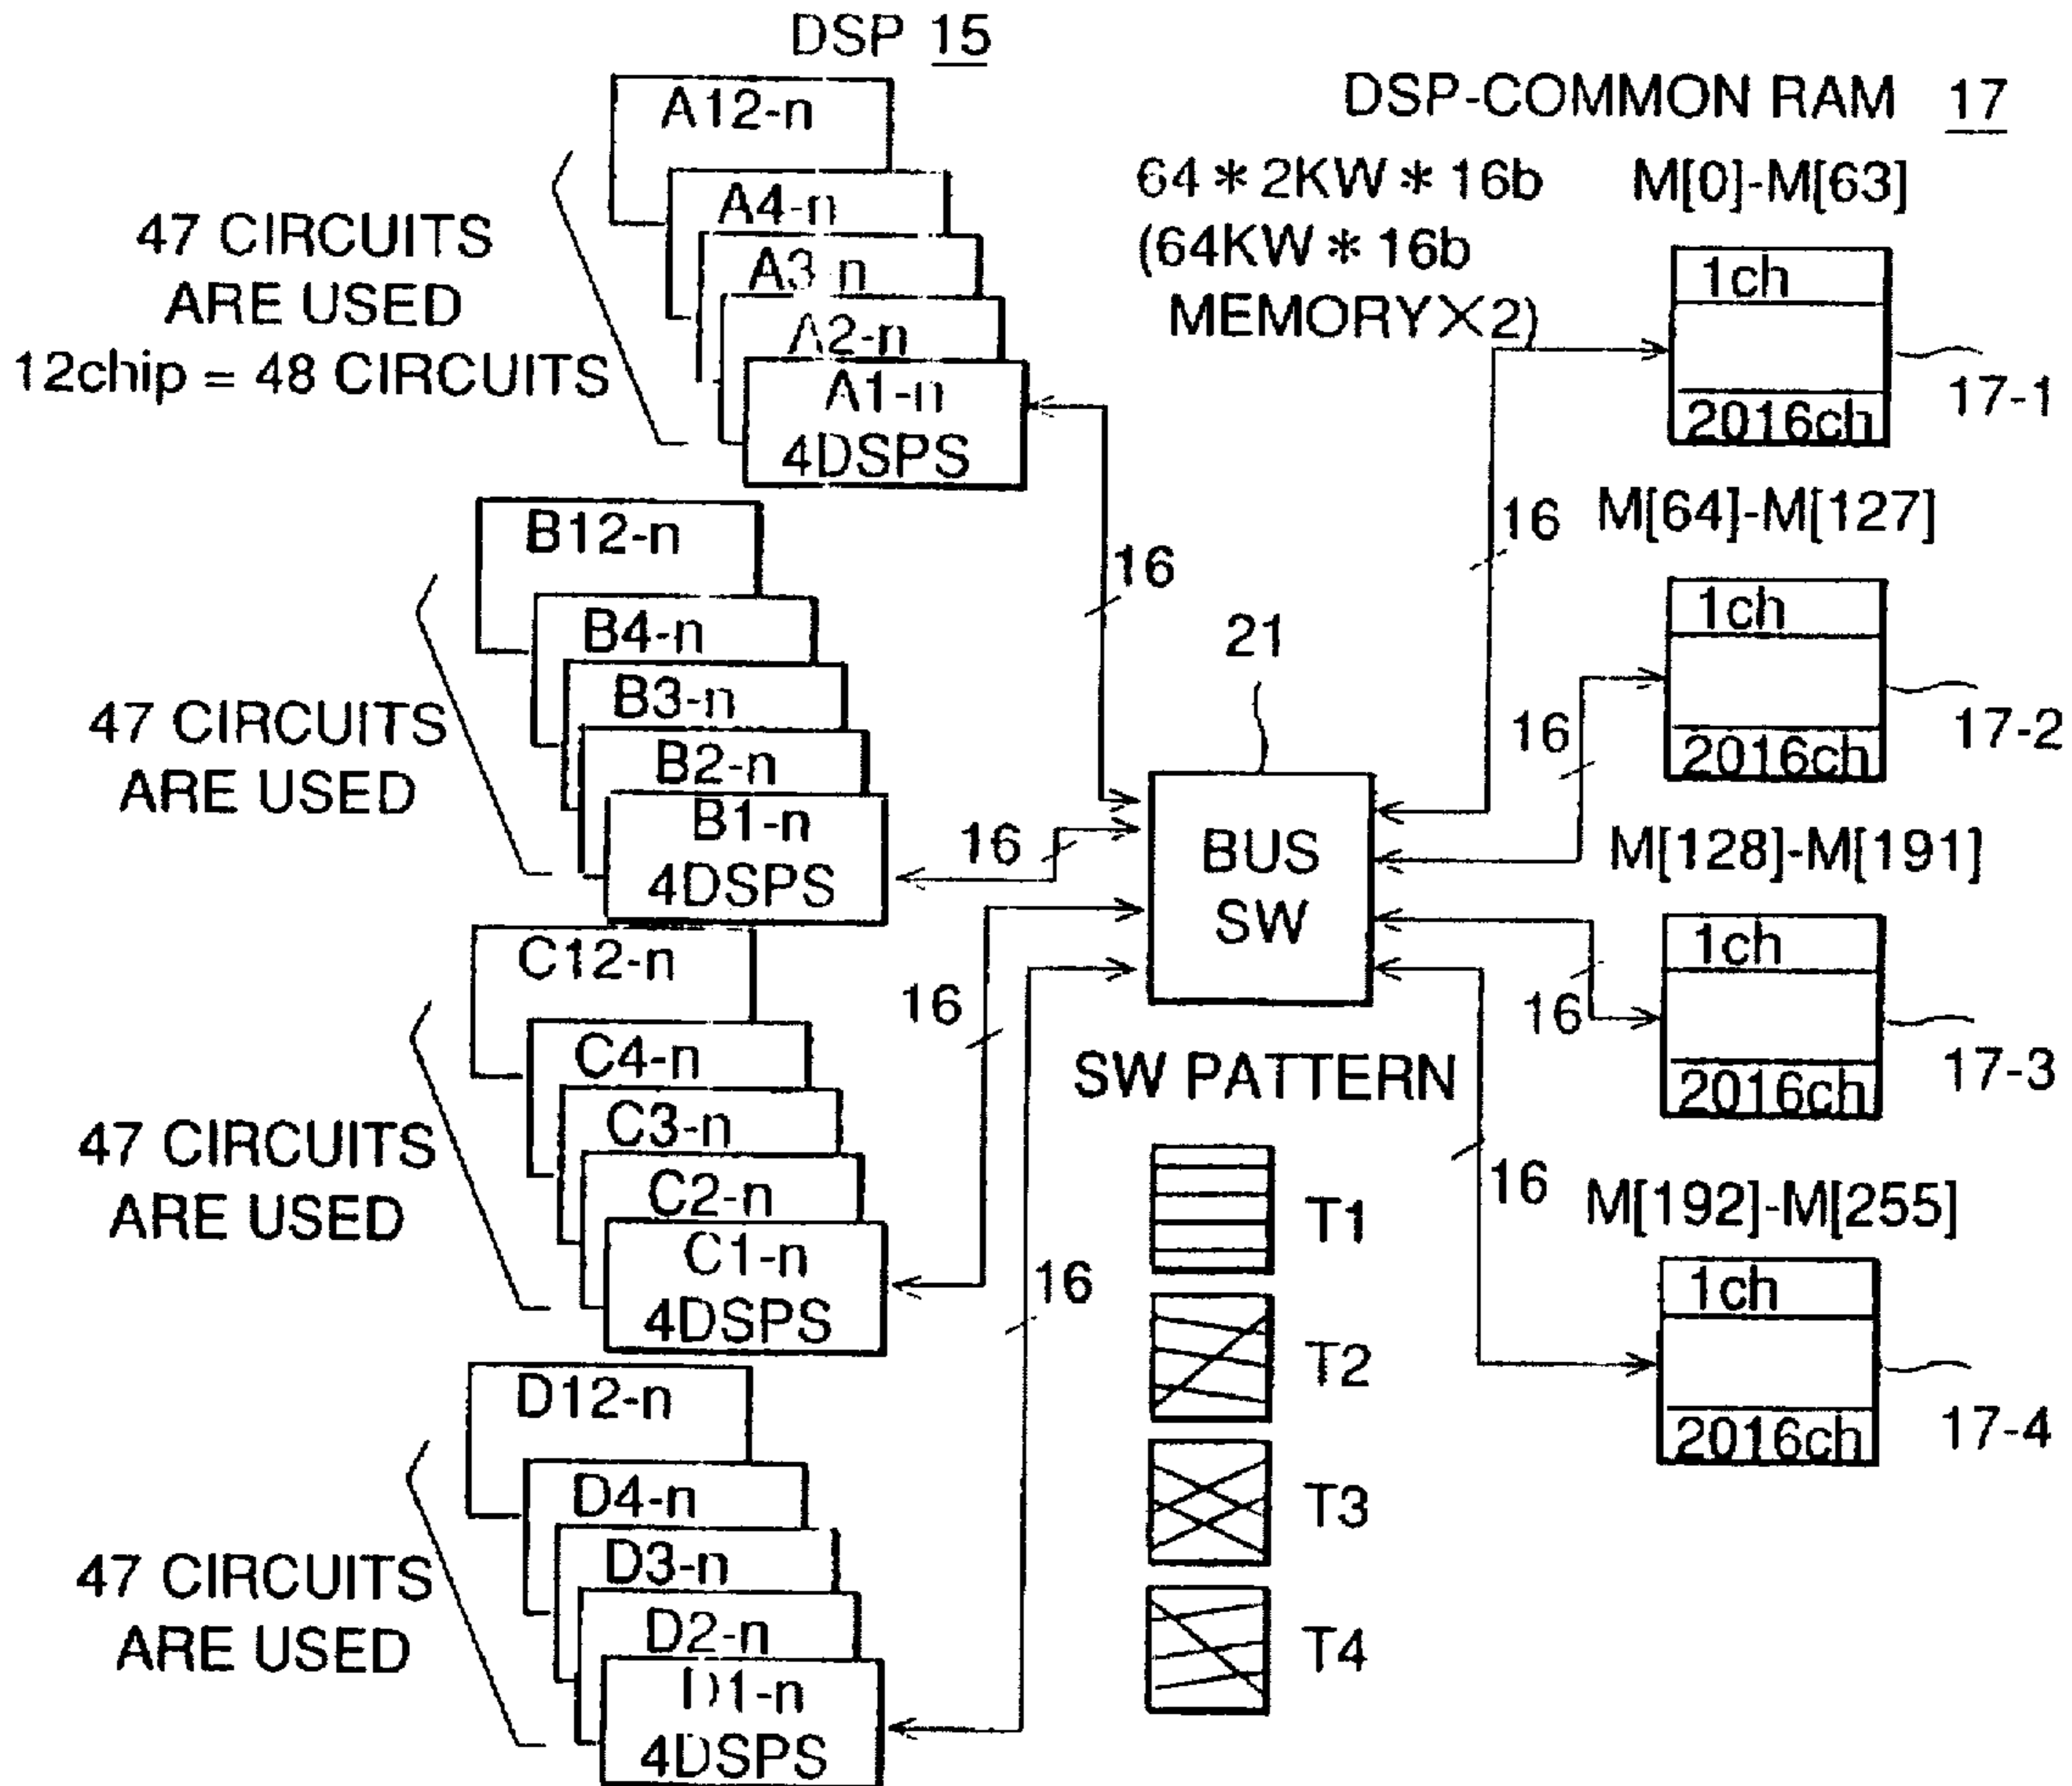 DSP 15
A12-n
A4-n
A3-n
A2-n
A1-n
4DSPS
47 CIRCUITS
ARE USED
12chip = 48 CIRCUITS
B12-n
B4-n
B3-n
B2-n
B1-n
4DSPS
47 CIRCUITS
ARE USED
C12-n
C4-n
C3-n
C2-n
C1-n
4DSPS
47 CIRCUITS
ARE USED
D12-n
D4-n
D3-n
D2-n
D1-n
4DSPS
47 CIRCUITS
ARE USED
16
16
16
16
21
BUS
SW
SW PATTERN
T1
T2
T3
T4
DSP-COMMON RAM 17
64 * 2KW * 16b
(64KW * 16b
MEMORY×2)
M[0]-M[63]
1ch
2016ch
17-1
16
M[64]-M[127]
1ch
2016ch
17-2
16
M[128]-M[191]
1ch
2016ch
17-3
16
M[192]-M[255]
1ch
2016ch
17-4
16